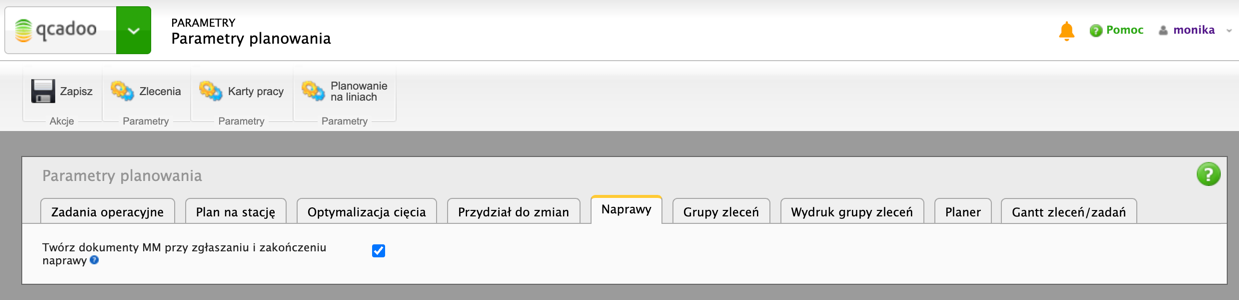 qcadoo
PARAMETRY
Parametry planowania
? Pomoc
monika
Zapisz
Zlecenia
Karty pracy
Planowanie
na liniach
Akcje
Parametry
Parametry
Parametry
Parametry planowania
?
Zadania operacyjne
Plan na stację
Optymalizacja cięcia
Przydział do zmian
Naprawy
Grupy zleceń
Wydruk grupy zleceń
Planer
Gantt zleceń/zadań
Twórz dokumenty MM przy zgłaszaniu i zakończeniu
naprawy ?